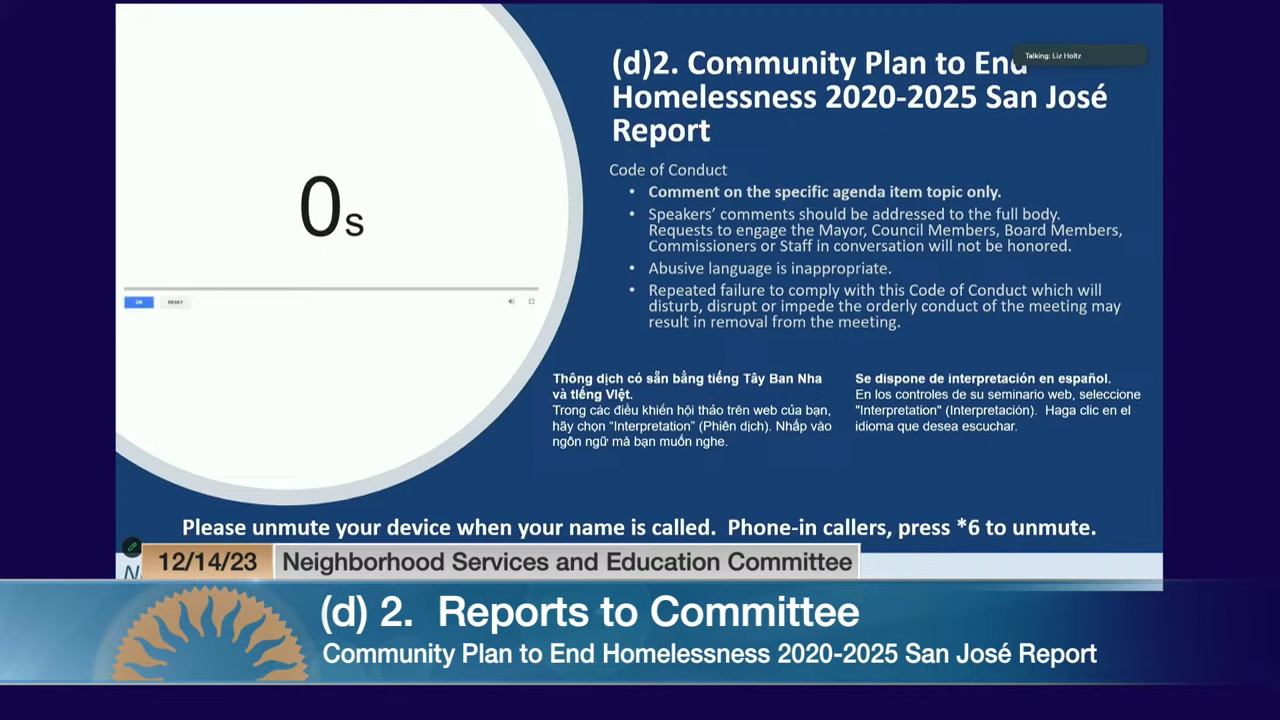 Talking: Liz Holtz
(d)2. Community Plan to End
Homelessness 2020-2025 San José
Report
0s
Code of Conduct
• Comment on the specific agenda item topic only.
• Speakers' comments should be addressed to the full body.
Requests to engage the Mayor, Council Members, Board Members,
Commissioners or Staff in conversation will not be honored.
• Abusive language is inappropriate.
• Repeated failure to comply with this Code of Conduct which will
disturb, disrupt or impede the orderly conduct of the meeting may
result in removal from the meeting.
OK
RESET
Thông dịch có sẵn bằng tiếng Tây Ban Nha
và tiếng Việt.
Trong các điều khiển hội thảo trên web của bạn,
hãy chọn “Interpretation” (Phiên dịch). Nhấp vào
ngôn ngữ mà bạn muốn nghe.
Se dispone de interpretación en español.
En los controles de su seminario web, seleccione
"Interpretation" (Interpretación). Haga clic en el
idioma que desea escuchar.
Please unmute your device when your name is called. Phone-in callers, press *6 to unmute.
12/14/23
Neighborhood Services and Education Committee
(d) 2. Reports to Committee
Community Plan to End Homelessness 2020-2025 San José Report